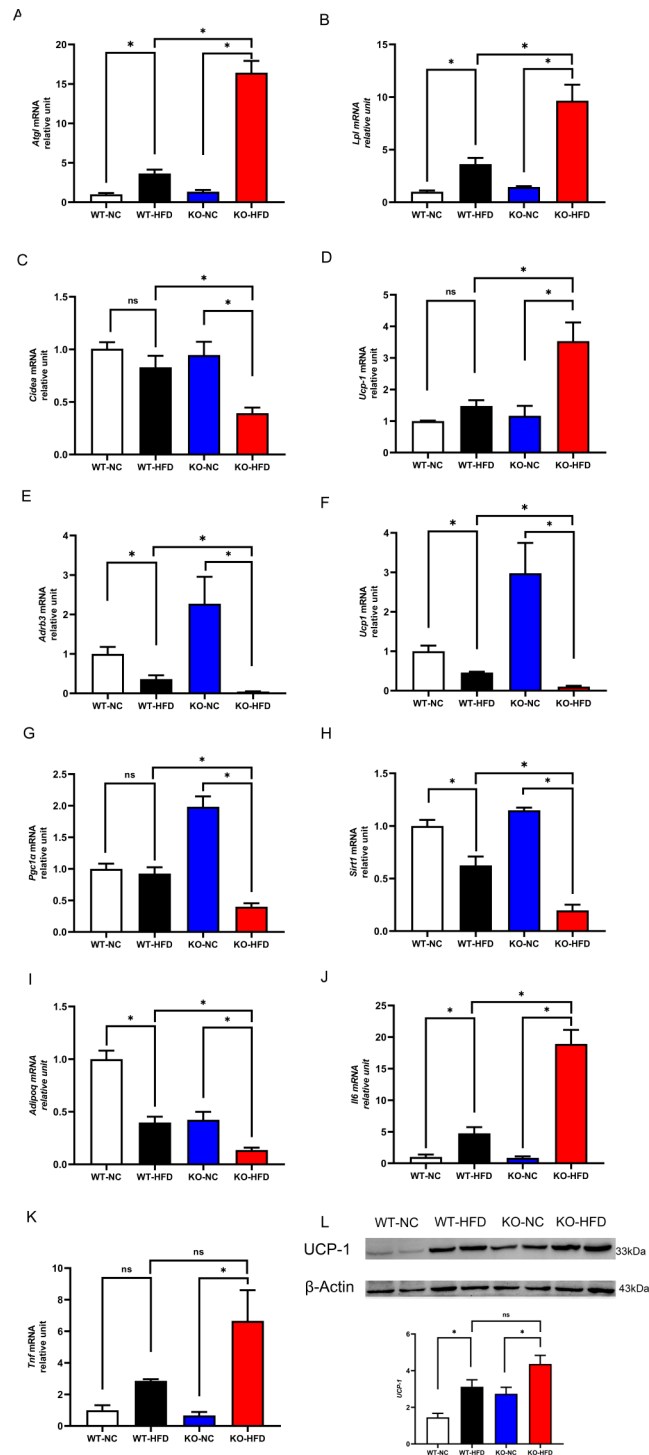 A
Atgl mRNA
relative unit
20
15
10
5
0
WT-NC WT-HFD KO-NC KO-HFD
* * *
B
Lpl mRNA
relative unit
15
10
5
0
WT-NC WT-HFD KO-NC KO-HFD
* * *
C
Cidea mRNA
relative unit
1.5
1.0
0.5
0.0
WT-NC WT-HFD KO-NC KO-HFD
ns * *
D
Ucp-1 mRNA
relative unit
5
4
3
2
1
0
WT-NC WT-HFD KO-NC KO-HFD
ns * *
E
Adrb3 mRNA
relative unit
4
3
2
1
0
WT-NC WT-HFD KO-NC KO-HFD
* * *
F
Ucp1 mRNA
relative unit
5
4
3
2
1
0
WT-NC WT-HFD KO-NC KO-HFD
* * *
G
Pgc1α mRNA
relative unit
2.5
2.0
1.5
1.0
0.5
0.0
WT-NC WT-HFD KO-NC KO-HFD
ns * *
H
Sirt1 mRNA
relative unit
1.5
1.0
0.5
0.0
WT-NC WT-HFD KO-NC KO-HFD
* * *
I
Adipoq mRNA
relative unit
1.5
1.0
0.5
0.0
WT-NC WT-HFD KO-NC KO-HFD
* * *
J
Il6 mRNA
relative unit
25
20
15
10
5
0
WT-NC WT-HFD KO-NC KO-HFD
* * *
K
Tnf mRNA
relative unit
10
8
6
4
2
0
WT-NC WT-HFD KO-NC KO-HFD
ns ns *
L
WT-NC WT-HFD KO-NC KO-HFD
UCP-1 33kDa
β-Actin 43kDa
UCP-1
6
4
2
0
WT-NC WT-HFD KO-NC KO-HFD
* ns *